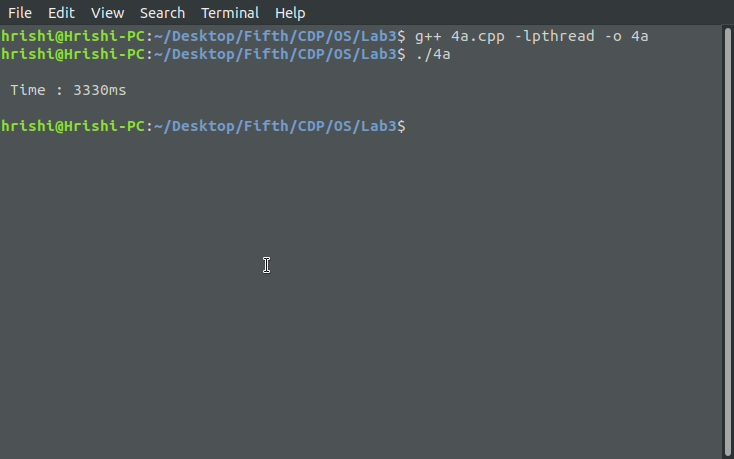 File Edit View Search Terminal Help
hrishi@Hrishi-PC:~/Desktop/Fifth/CDP/OS/Lab3$ g++ 4a.cpp -lpthread -o 4a
hrishi@Hrishi-PC:~/Desktop/Fifth/CDP/OS/Lab3$ ./4a
Time : 3330ms
hrishi@Hrishi-PC:~/Desktop/Fifth/CDP/OS/Lab3$